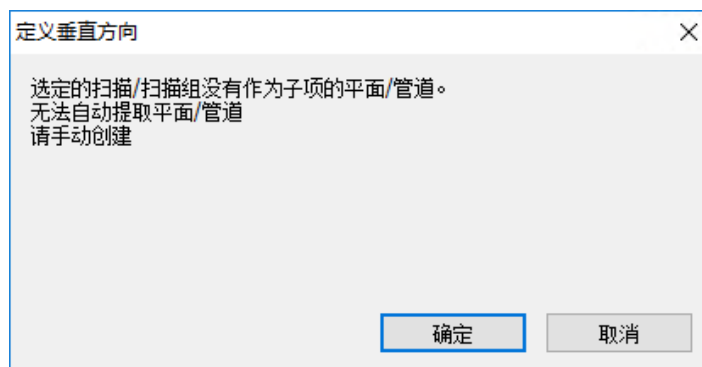 定义垂直方向
选定的扫描/扫描组没有作为子项的平面/管道。
无法自动提取平面/管道
请手动创建
确定
取消